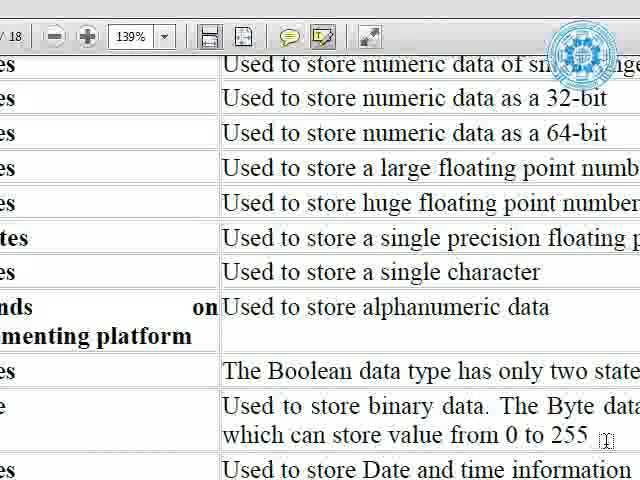 / 18 139%
es Used to store numeric data of
es Used to store numeric data as a 32-bit
es Used to store numeric data as a 64-bit
es Used to store a large floating point numb
es Used to store huge floating point number
tes Used to store a single precision floating p
es Used to store a single character
nds on Used to store alphanumeric data
menting platform
es The Boolean data type has only two state
e Used to store binary data. The Byte data
which can store value from 0 to 255
es Used to store Date and time information